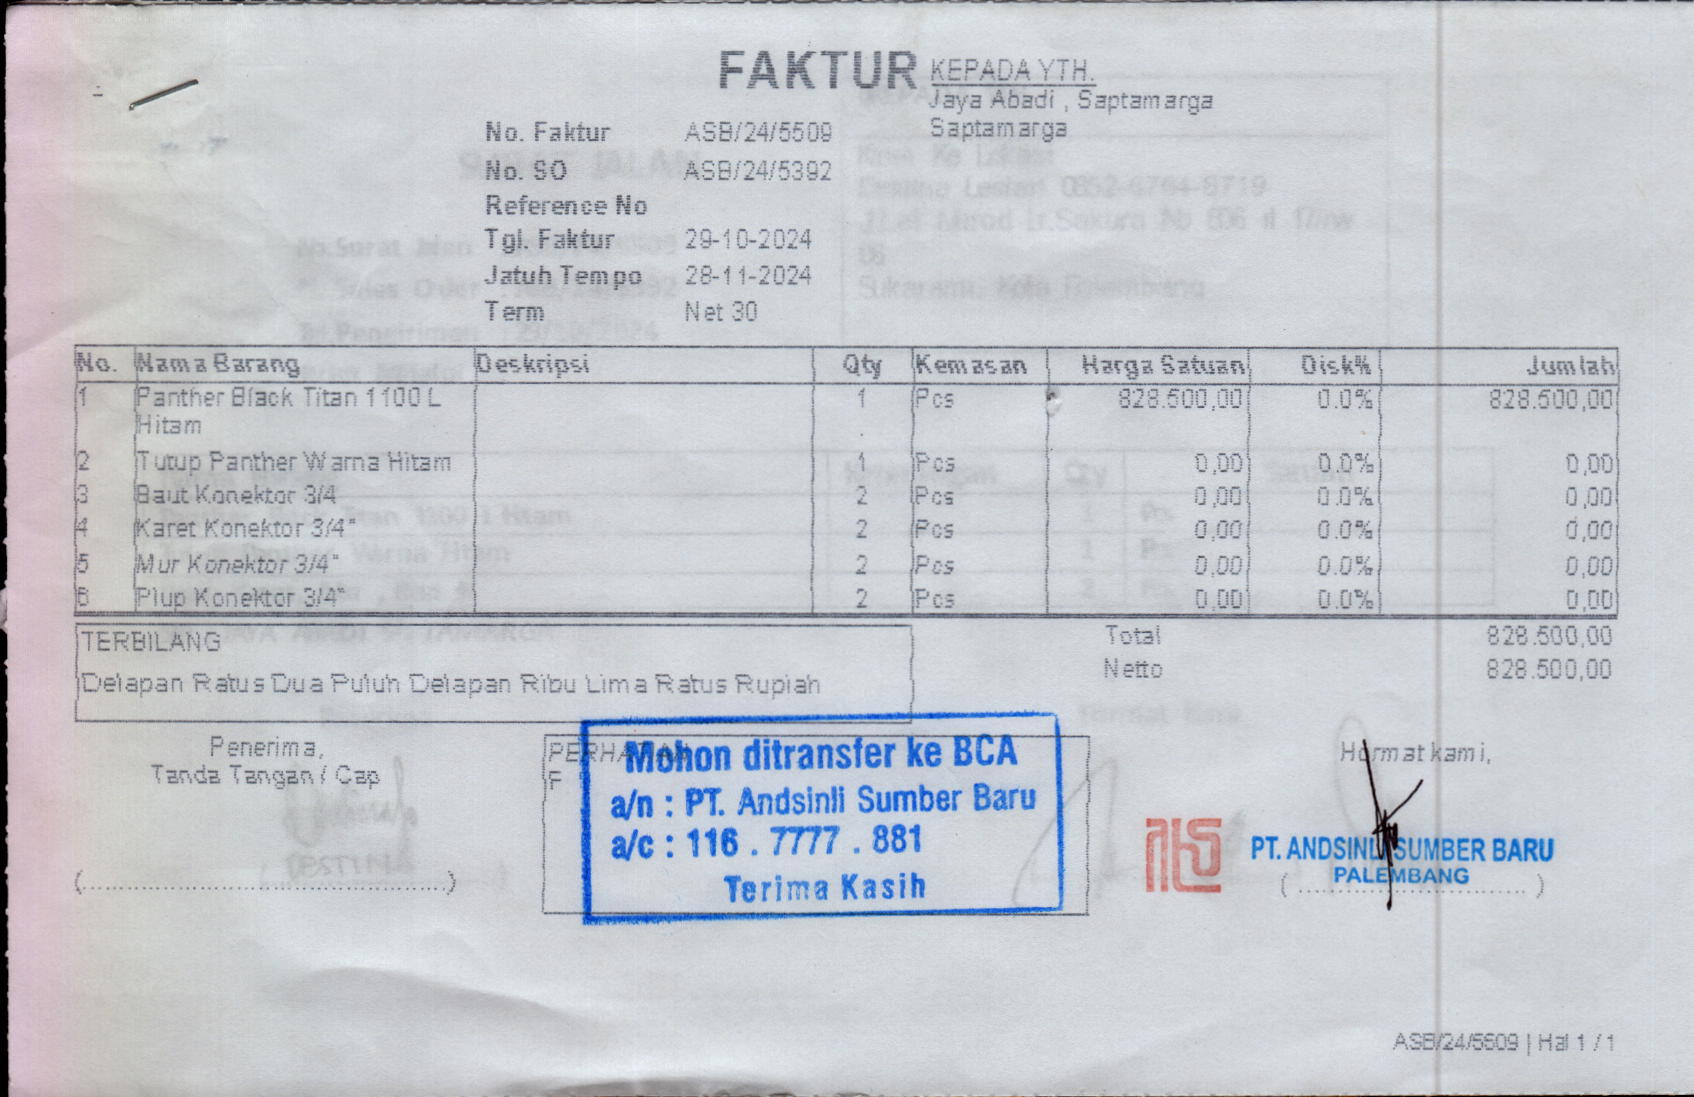 FAKTUR
KEPADA YTH.
Jaya Abadi , Saptamarga
Saptamarga
No. Faktur ASB/24/5509
No. SO ASB/24/5392
Reference No
Tgl. Faktur 29-10-2024
Jatuh Tempo 28-11-2024
Term Net 30
No. Nama Barang Deskripsi Qty Kemasan Harga Satuan Disk% Jumlah
1 Panther Black Titan 1100 L 1 Pcs 828.500,00 0.0% 828.500,00
Hitam
2 Tutup Panther Warna Hitam 1 Pcs 0,00 0.0% 0,00
3 Baut Konektor 3/4 2 Pcs 0,00 0.0% 0,00
4 Karet Konektor 3/4" 2 Pcs 0,00 0.0% 0,00
5 Mur Konektor 3/4" 2 Pcs 0,00 0.0% 0,00
6 Plup Konektor 3/4" 2 Pcs 0,00 0.0% 0,00
TERBILANG
Delapan Ratus Dua Puluh Delapan Ribu Lima Ratus Rupiah
Total 828.500,00
Netto 828.500,00
Penerima,
Tanda Tangan / Cap
(..........................................................)
PERHATIAN
F
Mohon ditransfer ke BCA
a/n : PT. Andsinli Sumber Baru
a/c : 116 . 7777 . 881
Terima Kasih
Hormat kami,
PT. ANDSINLI SUMBER BARU
PALEMBANG
( .................................... )
ASB/24/5509 | Hal 1 / 1